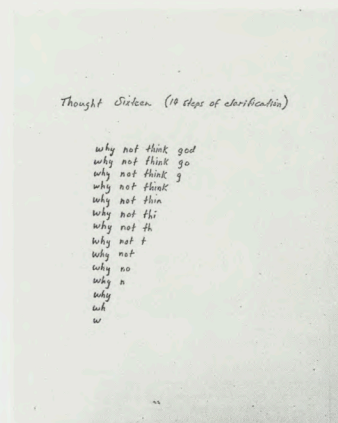 Thought Sixteen (14 steps of clarification)
why not think god
why not think go
why not think g
why not think
why not thin
why not thi
why not th
why not t
why not
why no
why n
why
wh
w